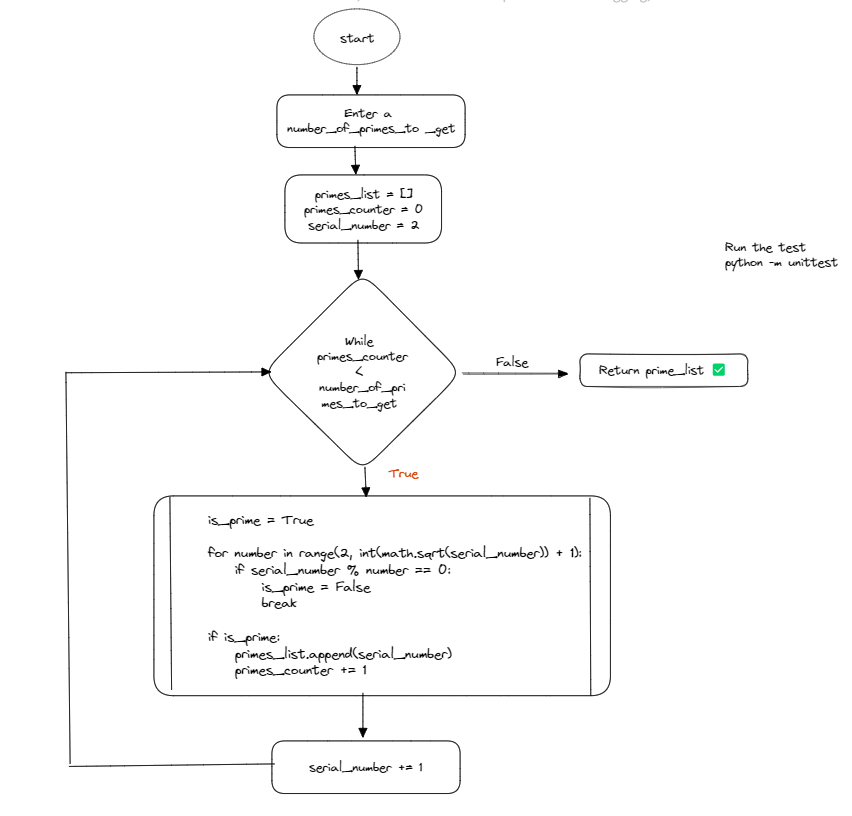 start
Enter a
number_of_primes_to _get
primes_list = []
primes_counter = 0
serial_number = 2
Run the test
python -m unittest
While
primes_counter
<
number_of_pri
mes_to_get
False
Return prime_list ✅
True
is_prime = True
for number in range(2, int(math.sqrt(serial_number)) + 1):
if serial_number % number == 0:
is_prime = False
break
if is_prime:
primes_list.append(serial_number)
primes_counter += 1
serial_number += 1